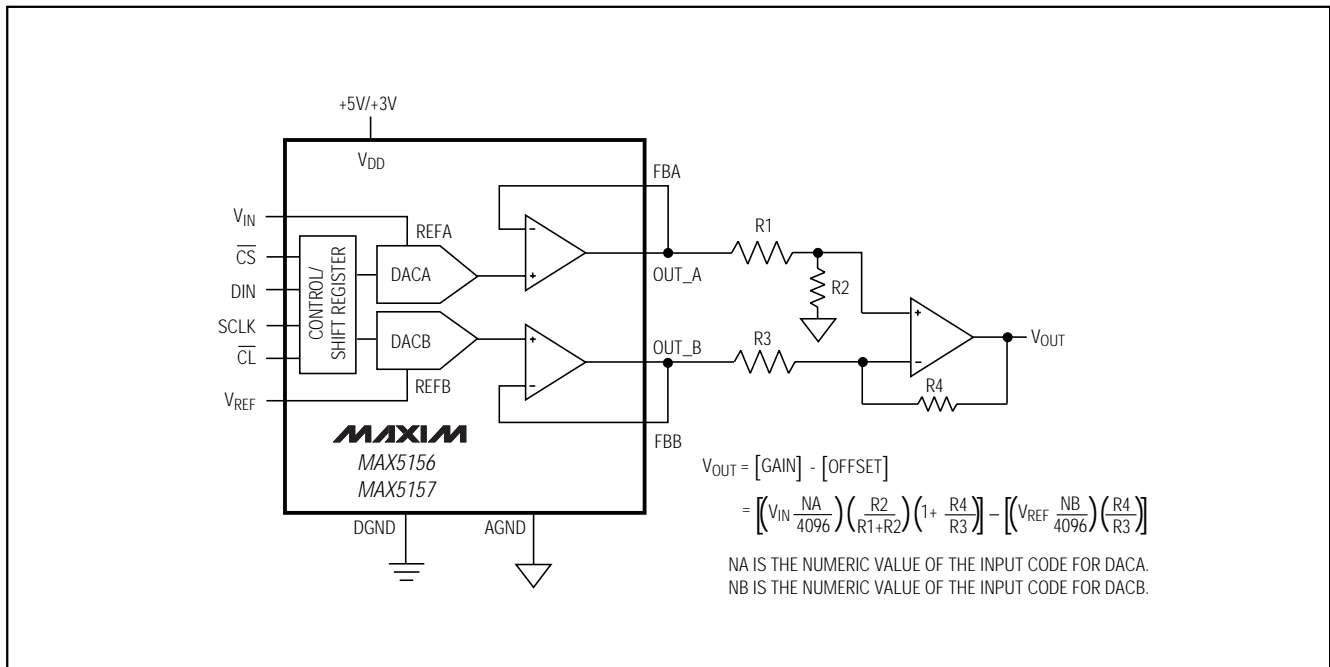 +5V/+3V
VDD
FBA
VIN
REFA
R1
CS
DACA
OUT_A
DIN
CONTROL/
SHIFT REGISTER
R2
SCLK
DACB
OUT_B
R3
VOUT
CL
REFB
R4
VREF
FBB
MAXIM
MAX5156
MAX5157
DGND
AGND
VOUT = [GAIN] - [OFFSET]
= [(VIN NA/4096)(R2/R1+R2)(1+ R4/R3)] – [(VREF NB/4096)(R4/R3)]
NA IS THE NUMERIC VALUE OF THE INPUT CODE FOR DACA.
NB IS THE NUMERIC VALUE OF THE INPUT CODE FOR DACB.